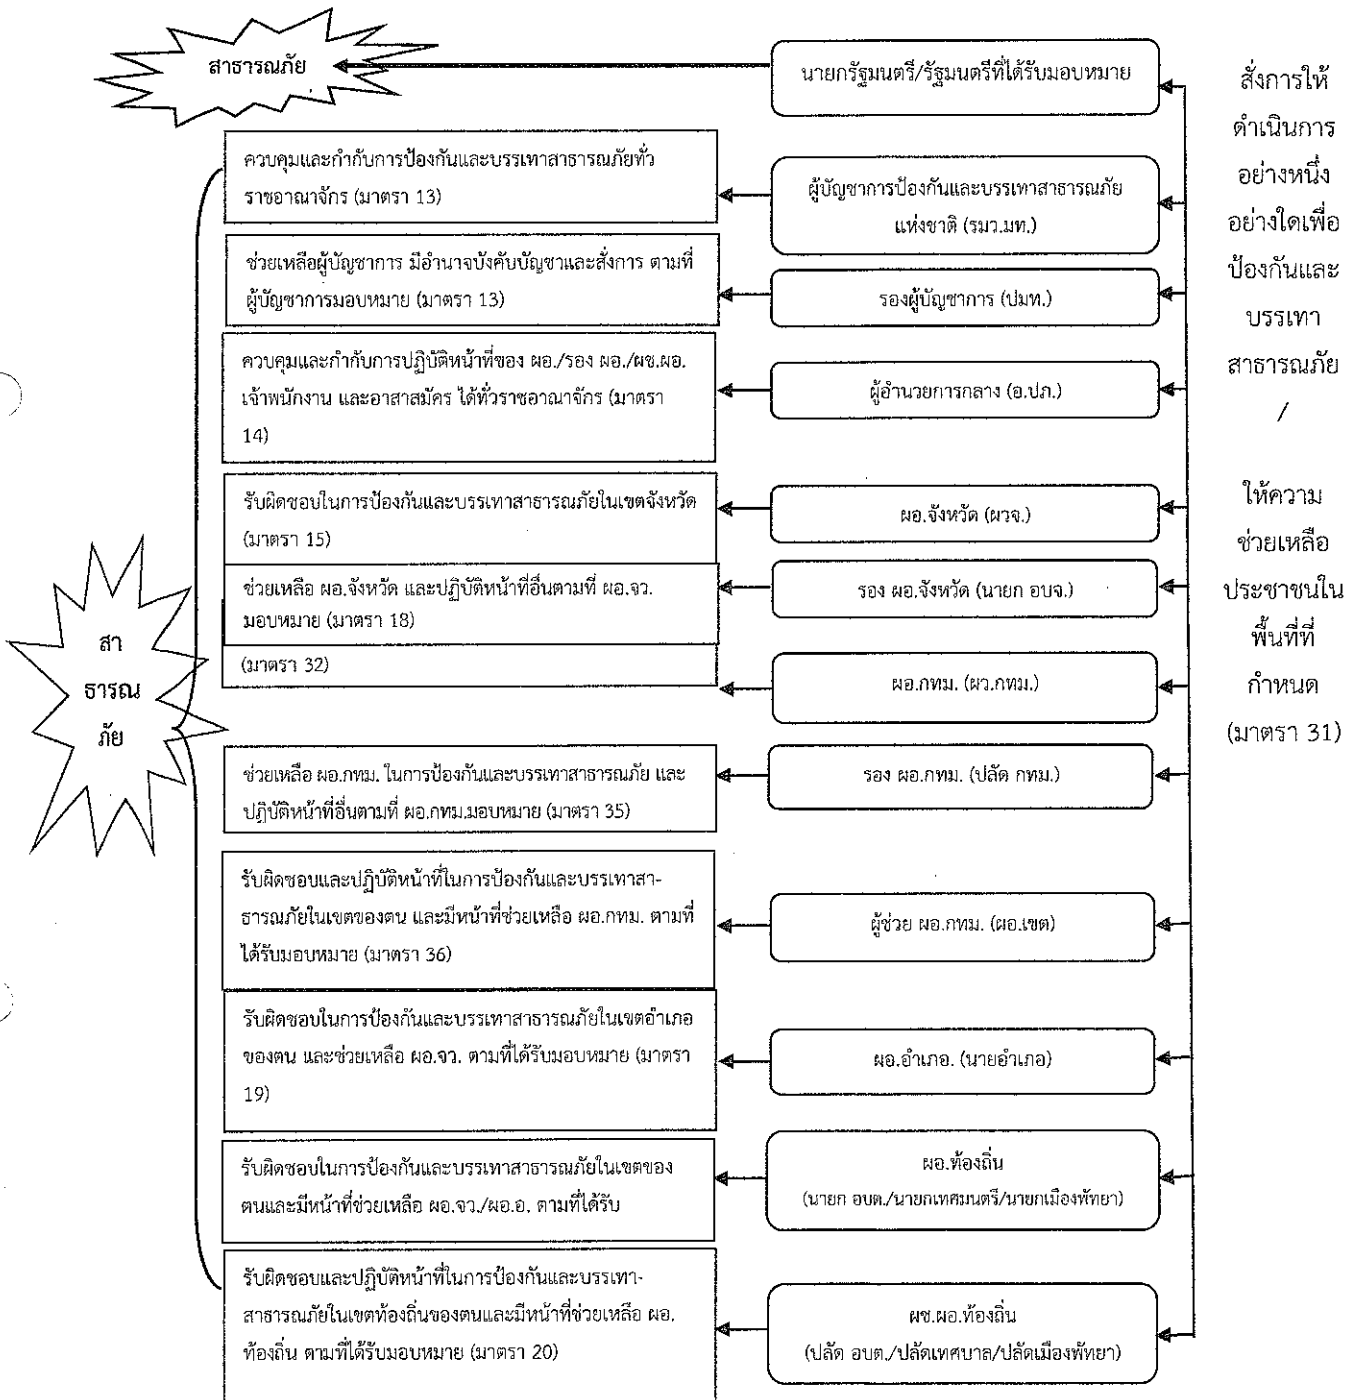 สาธารณภัย
นายกรัฐมนตรี/รัฐมนตรีที่ได้รับมอบหมาย
ควบคุมและกำกับการป้องกันและบรรเทาสาธารณภัยทั่ว
ราชอาณาจักร (มาตรา 13)
ผู้บัญชาการป้องกันและบรรเทาสาธารณภัย
แห่งชาติ (รมว.มท.)
ช่วยเหลือผู้บัญชาการ มีอำนาจบังคับบัญชาและสั่งการ ตามที่
ผู้บัญชาการมอบหมาย (มาตรา 13)
รองผู้บัญชาการ (ปมท.)
ควบคุมและกำกับการปฏิบัติหน้าที่ของ ผอ./รอง ผอ./ผช.ผอ.
เจ้าพนักงาน และอาสาสมัคร ได้ทั่วราชอาณาจักร (มาตรา
14)
ผู้อำนวยการกลาง (อ.ปภ.)
รับผิดชอบในการป้องกันและบรรเทาสาธารณภัยในเขตจังหวัด
(มาตรา 15)
ผอ.จังหวัด (ผวจ.)
ช่วยเหลือ ผอ.จังหวัด และปฏิบัติหน้าที่อื่นตามที่ ผอ.จว.
มอบหมาย (มาตรา 18)
รอง ผอ.จังหวัด (นายก อบจ.)
(มาตรา 32)
ผอ.กทม. (ผว.กทม.)
ช่วยเหลือ ผอ.กทม. ในการป้องกันและบรรเทาสาธารณภัย และ
ปฏิบัติหน้าที่อื่นตามที่ ผอ.กทม.มอบหมาย (มาตรา 35)
รอง ผอ.กทม. (ปลัด กทม.)
รับผิดชอบและปฏิบัติหน้าที่ในการป้องกันและบรรเทาสา-
ธารณภัยในเขตของตน และมีหน้าที่ช่วยเหลือ ผอ.กทม. ตามที่
ได้รับมอบหมาย (มาตรา 36)
ผู้ช่วย ผอ.กทม. (ผอ.เขต)
รับผิดชอบในการป้องกันและบรรเทาสาธารณภัยในเขตอำเภอ
ของตน และช่วยเหลือ ผอ.จว. ตามที่ได้รับมอบหมาย (มาตรา
19)
ผอ.อำเภอ. (นายอำเภอ)
รับผิดชอบในการป้องกันและบรรเทาสาธารณภัยในเขตของ
ตนและมีหน้าที่ช่วยเหลือ ผอ.จว./ผอ.อ. ตามที่ได้รับ
ผอ.ท้องถิ่น
(นายก อบต./นายกเทศมนตรี/นายกเมืองพัทยา)
รับผิดชอบและปฏิบัติหน้าที่ในการป้องกันและบรรเทา-
สาธารณภัยในเขตท้องถิ่นของตนและมีหน้าที่ช่วยเหลือ ผอ.
ท้องถิ่น ตามที่ได้รับมอบหมาย (มาตรา 20)
ผช.ผอ.ท้องถิ่น
(ปลัด อบต./ปลัดเทศบาล/ปลัดเมืองพัทยา)
สา
ธารณ
ภัย
สั่งการให้
ดำเนินการ
อย่างหนึ่ง
อย่างใดเพื่อ
ป้องกันและ
บรรเทา
สาธารณภัย
/
ให้ความ
ช่วยเหลือ
ประชาชนใน
พื้นที่ที่
กำหนด
(มาตรา 31)